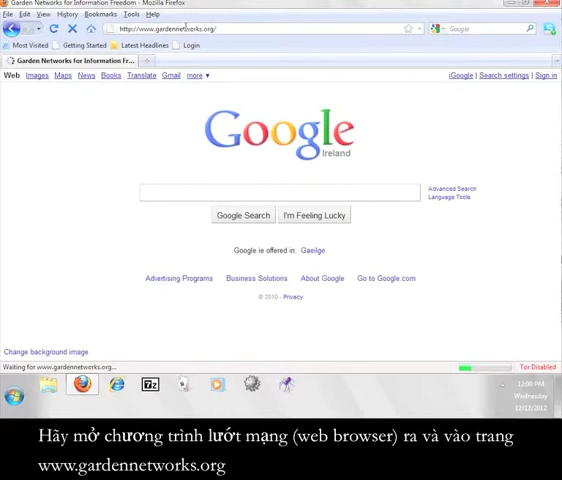 Garden Networks for Information Freedom - Mozilla Firefox
File Edit View History Bookmarks Tools Help
http://www.gardennetworks.org/
Google
Most Visited Getting Started Latest Headlines Login
Garden Networks for Information Freedom...
Web Images Maps News Books Translate Gmail more ▼
iGoogle | Search settings | Sign in
Google
Ireland
Advanced Search
Language Tools
Google Search I'm Feeling Lucky
Google.ie offered in: Gaeilge
Advertising Programs Business Solutions About Google Go to Google.com
© 2010 - Privacy
Change background image
Waiting for www.gardennetworks.org...
Tor Disabled
7z
12:00 PM
Wednesday
12/12/2012
Hãy mở chương trình lướt mạng (web browser) ra và vào trang
www.gardennetworks.org